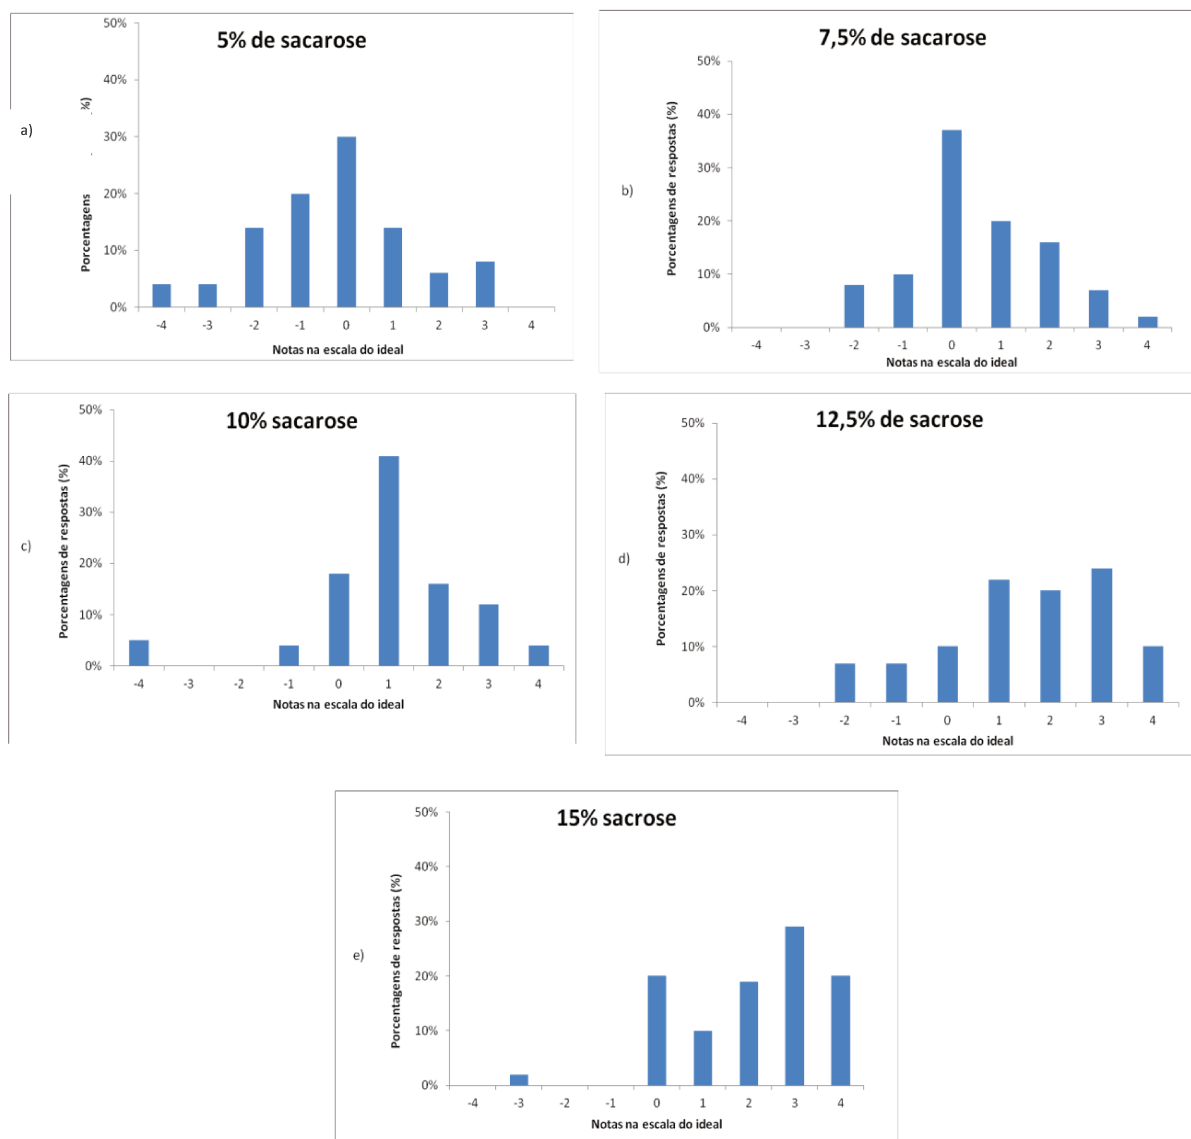 5% de sacarose
a)
%)
Porcentagens
50%
40%
30%
20%
10%
0%
-4 -3 -2 -1 0 1 2 3 4
Notas na escala do ideal
7,5% de sacarose
b)
Porcentagens de respostas (%)
50%
40%
30%
20%
10%
0%
-4 -3 -2 -1 0 1 2 3 4
Notas na escala do ideal
10% sacarose
c)
Porcentagens de respostas (%)
50%
40%
30%
20%
10%
0%
-4 -3 -2 -1 0 1 2 3 4
Notas na escala do ideal
12,5% de sacrose
d)
Porcentagens de respostas (%)
50%
40%
30%
20%
10%
0%
-4 -3 -2 -1 0 1 2 3 4
Notas na escala do ideal
15% sacrose
e)
Porcentagens de respostas (%)
50%
40%
30%
20%
10%
0%
-4 -3 -2 -1 0 1 2 3 4
Notas na escala do ideal